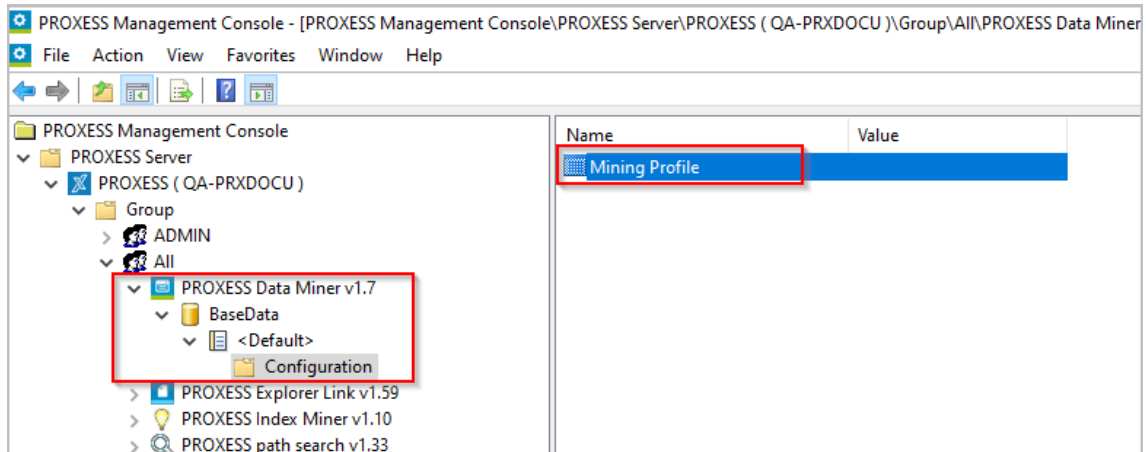 PROXESS Management Console - [PROXESS Management Console\PROXESS Server\PROXESS ( QA-PRXDOCU )\Group\All\PROXESS Data Miner
File Action View Favorites Window Help
PROXESS Management Console
PROXESS Server
PROXESS ( QA-PRXDOCU )
Group
ADMIN
All
PROXESS Data Miner v1.7
BaseData
<Default>
Configuration
PROXESS Explorer Link v1.59
PROXESS Index Miner v1.10
PROXESS path search v1.33
Name Value
Mining Profile